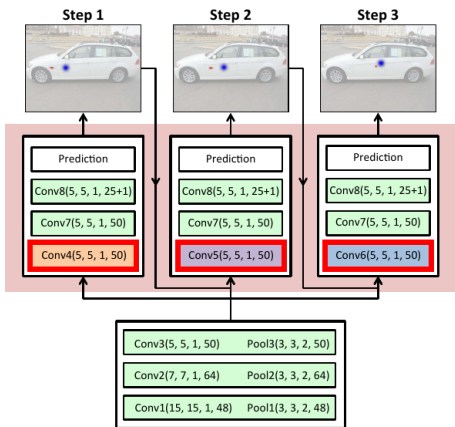 Step 1 Step 2 Step 3
Prediction Prediction Prediction
Conv8(5, 5, 1, 25+1) Conv8(5, 5, 1, 25+1) Conv8(5, 5, 1, 25+1)
Conv7(5, 5, 1, 50) Conv7(5, 5, 1, 50) Conv7(5, 5, 1, 50)
Conv4(5, 5, 1, 50) Conv5(5, 5, 1, 50) Conv6(5, 5, 1, 50)
Conv3(5, 5, 1, 50) Pool3(3, 3, 2, 50)
Conv2(7, 7, 1, 64) Pool2(3, 3, 2, 64)
Conv1(15, 15, 1, 48) Pool1(3, 3, 2, 48)